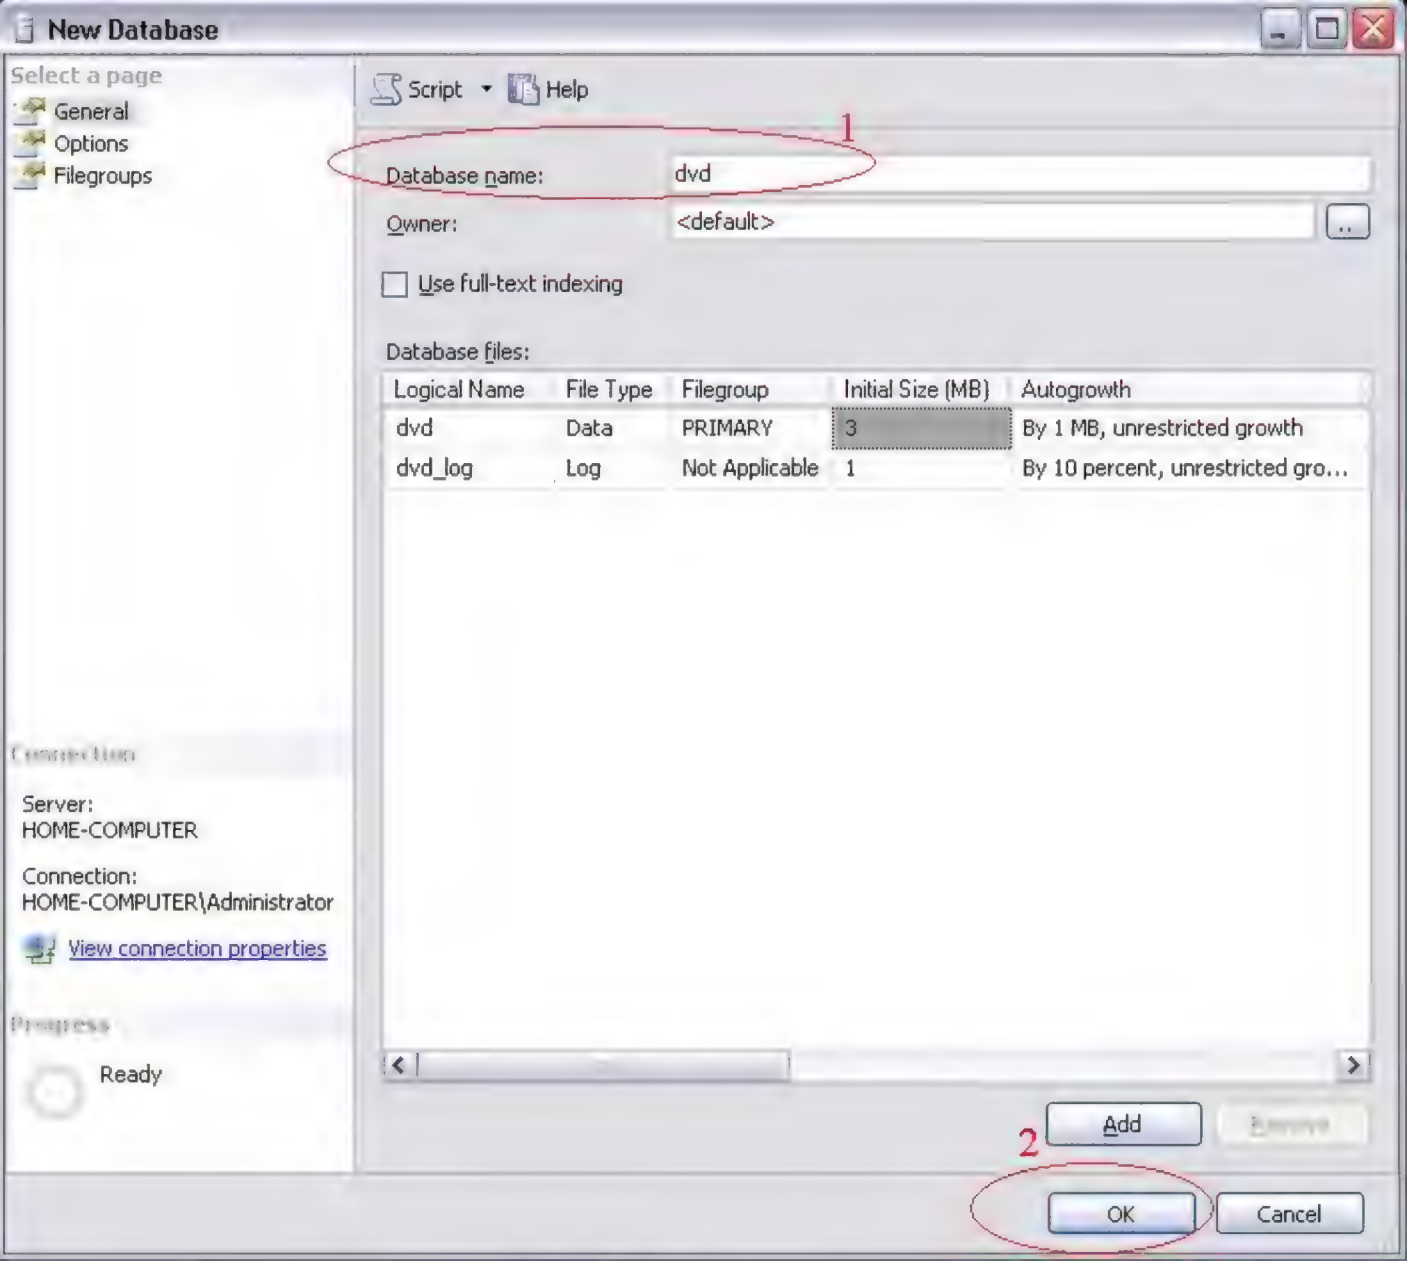 New Database
Select a page
General
Options
Filegroups
Script Help
1
Database name: dvd
Owner: <default>
..
Use full-text indexing
Database files:
Logical Name File Type Filegroup Initial Size (MB) Autogrowth
dvd Data PRIMARY 3 By 1 MB, unrestricted growth
dvd_log Log Not Applicable 1 By 10 percent, unrestricted gro...
Connection
Server:
HOME-COMPUTER
Connection:
HOME-COMPUTER\Administrator
View connection properties
Progress
Ready
Add Remove
2
OK Cancel